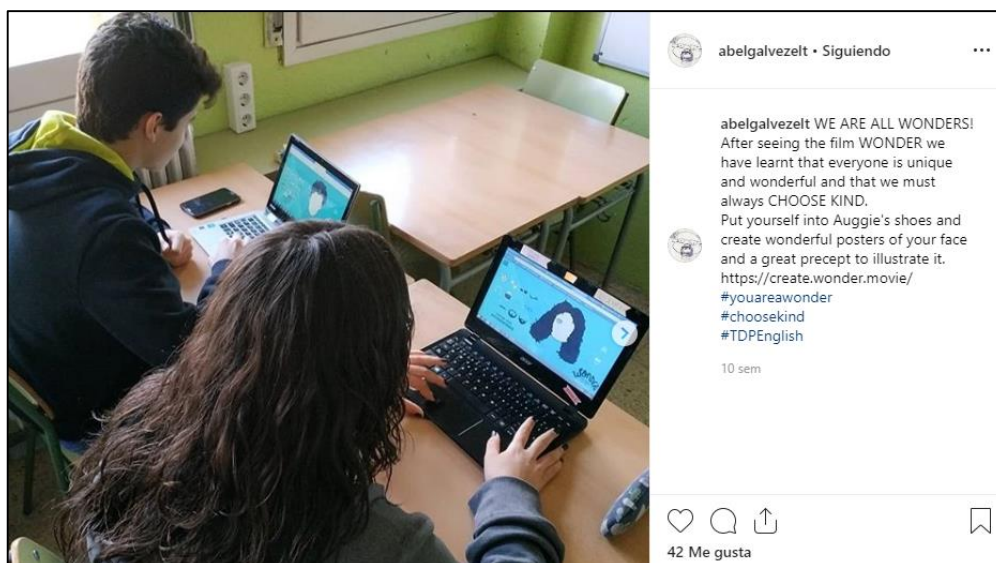 abelgalvezelt • Siguiendo
abelgalvezelt WE ARE ALL WONDERS!
After seeing the film WONDER we
have learnt that everyone is unique
and wonderful and that we must
always CHOOSE KIND.
Put yourself into Auggie's shoes and
create wonderful posters of your face
and a great precept to illustrate it.
https://create.wonder.movie/
#youareawonder
#choosekind
#TDPEnglish
10 sem
42 Me gusta
acer